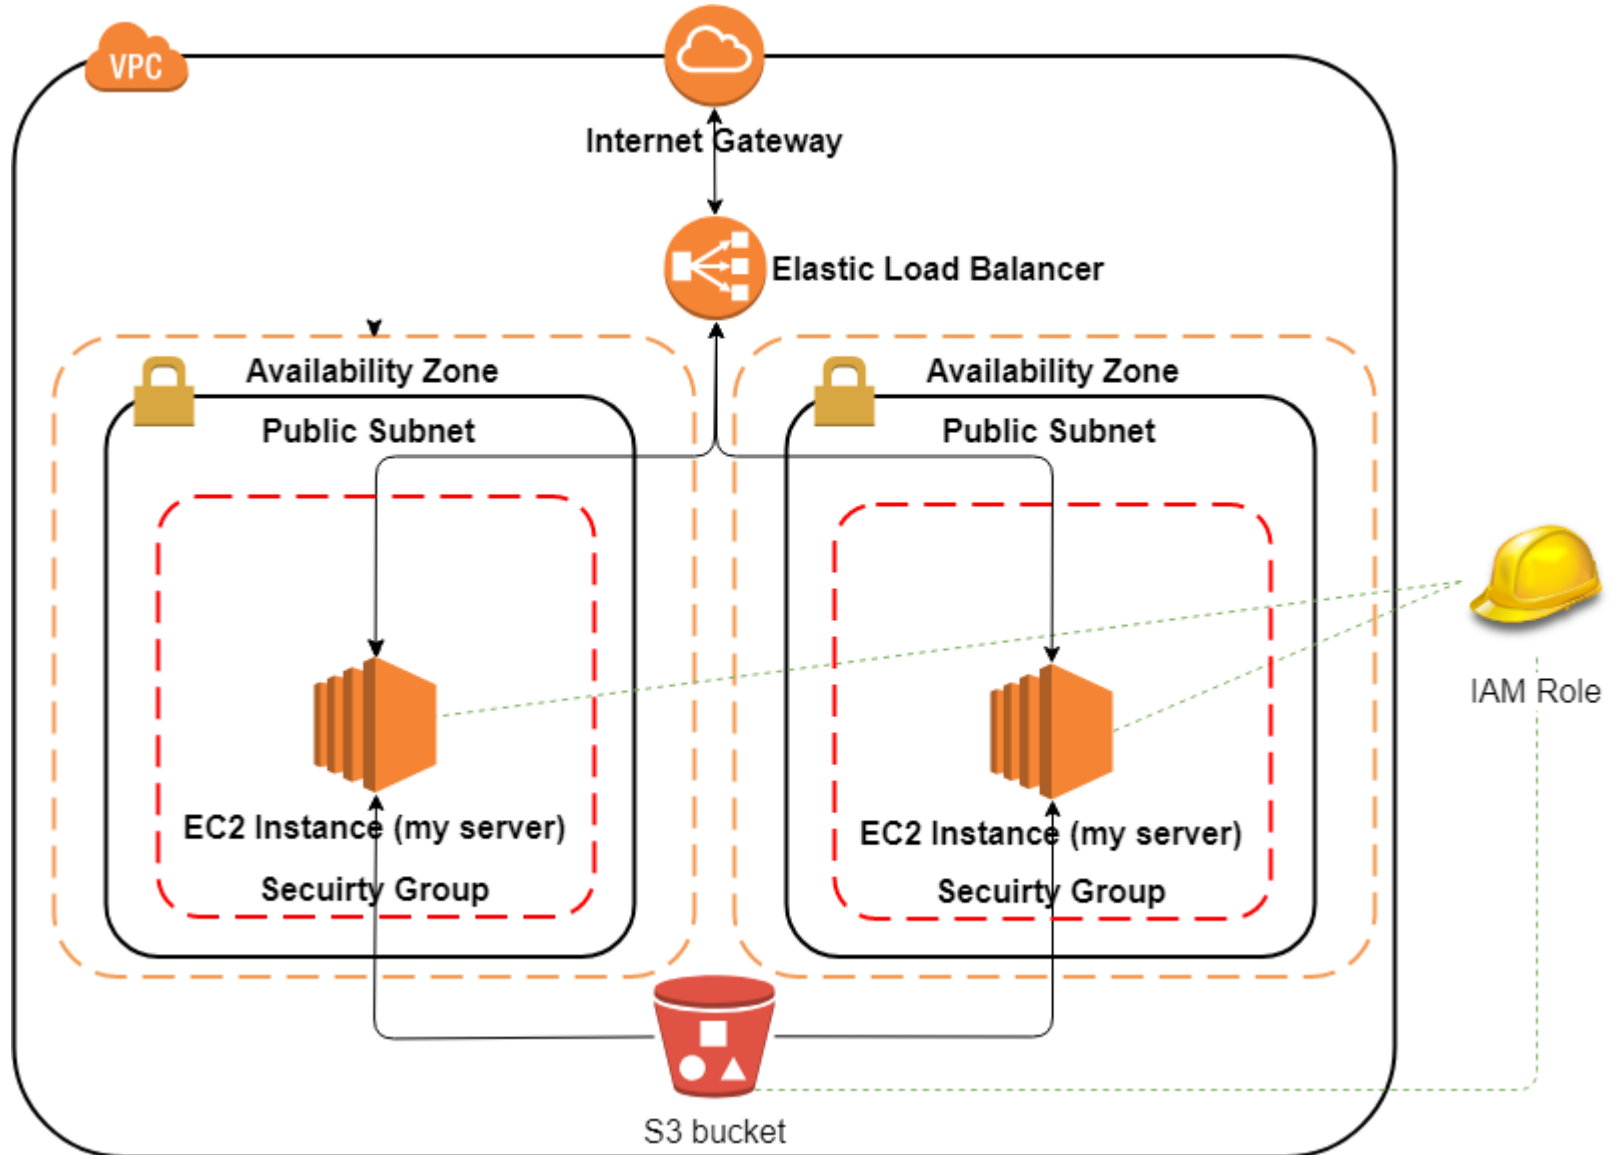 VPC
Internet Gateway
Elastic Load Balancer
Availability Zone
Public Subnet
EC2 Instance (my server)
Secuirty Group
Availability Zone
Public Subnet
EC2 Instance (my server)
Secuirty Group
IAM Role
S3 bucket